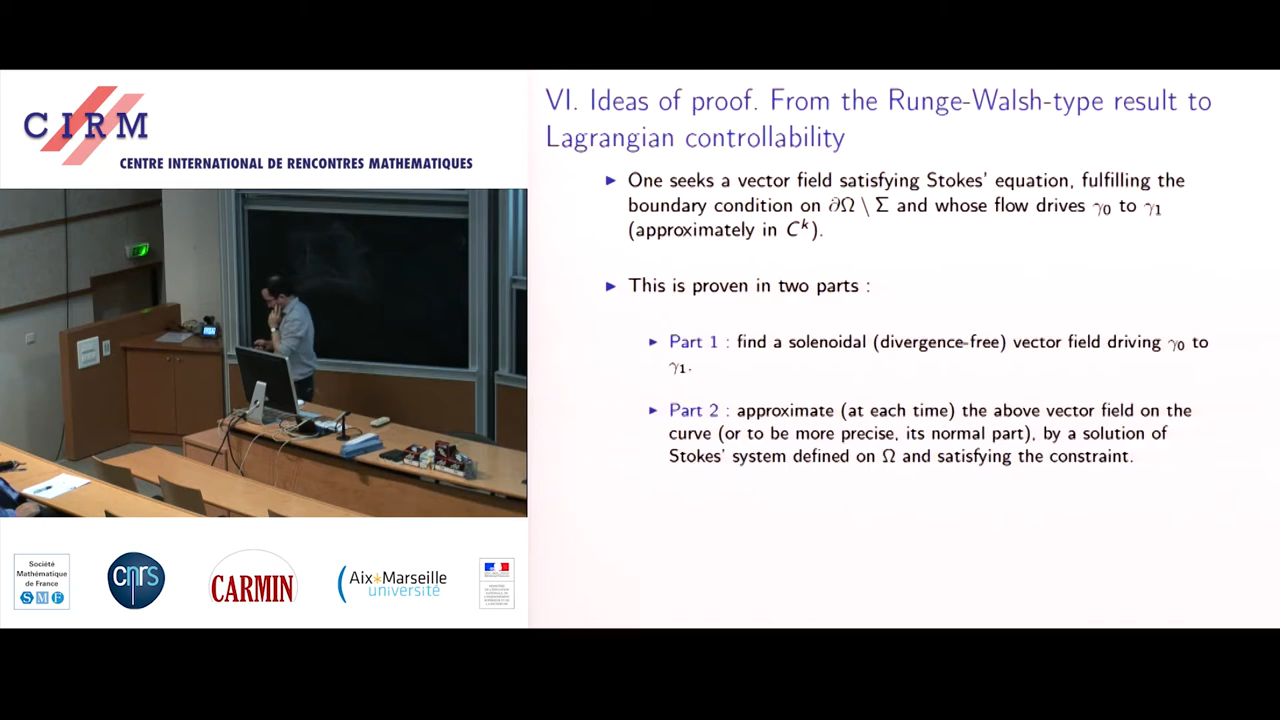 CIRM
CENTRE INTERNATIONAL DE RENCONTRES MATHEMATIQUES
VI. Ideas of proof. From the Runge-Walsh-type result to
Lagrangian controllability
▶ One seeks a vector field satisfying Stokes' equation, fulfilling the
boundary condition on ∂Ω \ Σ and whose flow drives γ₀ to γ₁
(approximately in Cᵏ).
▶ This is proven in two parts :
▶ Part 1 : find a solenoidal (divergence-free) vector field driving γ₀ to
γ₁.
▶ Part 2 : approximate (at each time) the above vector field on the
curve (or to be more precise, its normal part), by a solution of
Stokes' system defined on Ω and satisfying the constraint.
Société
Mathématique
de France
SMF
cnrs
CARMIN
Aix*Marseille
université